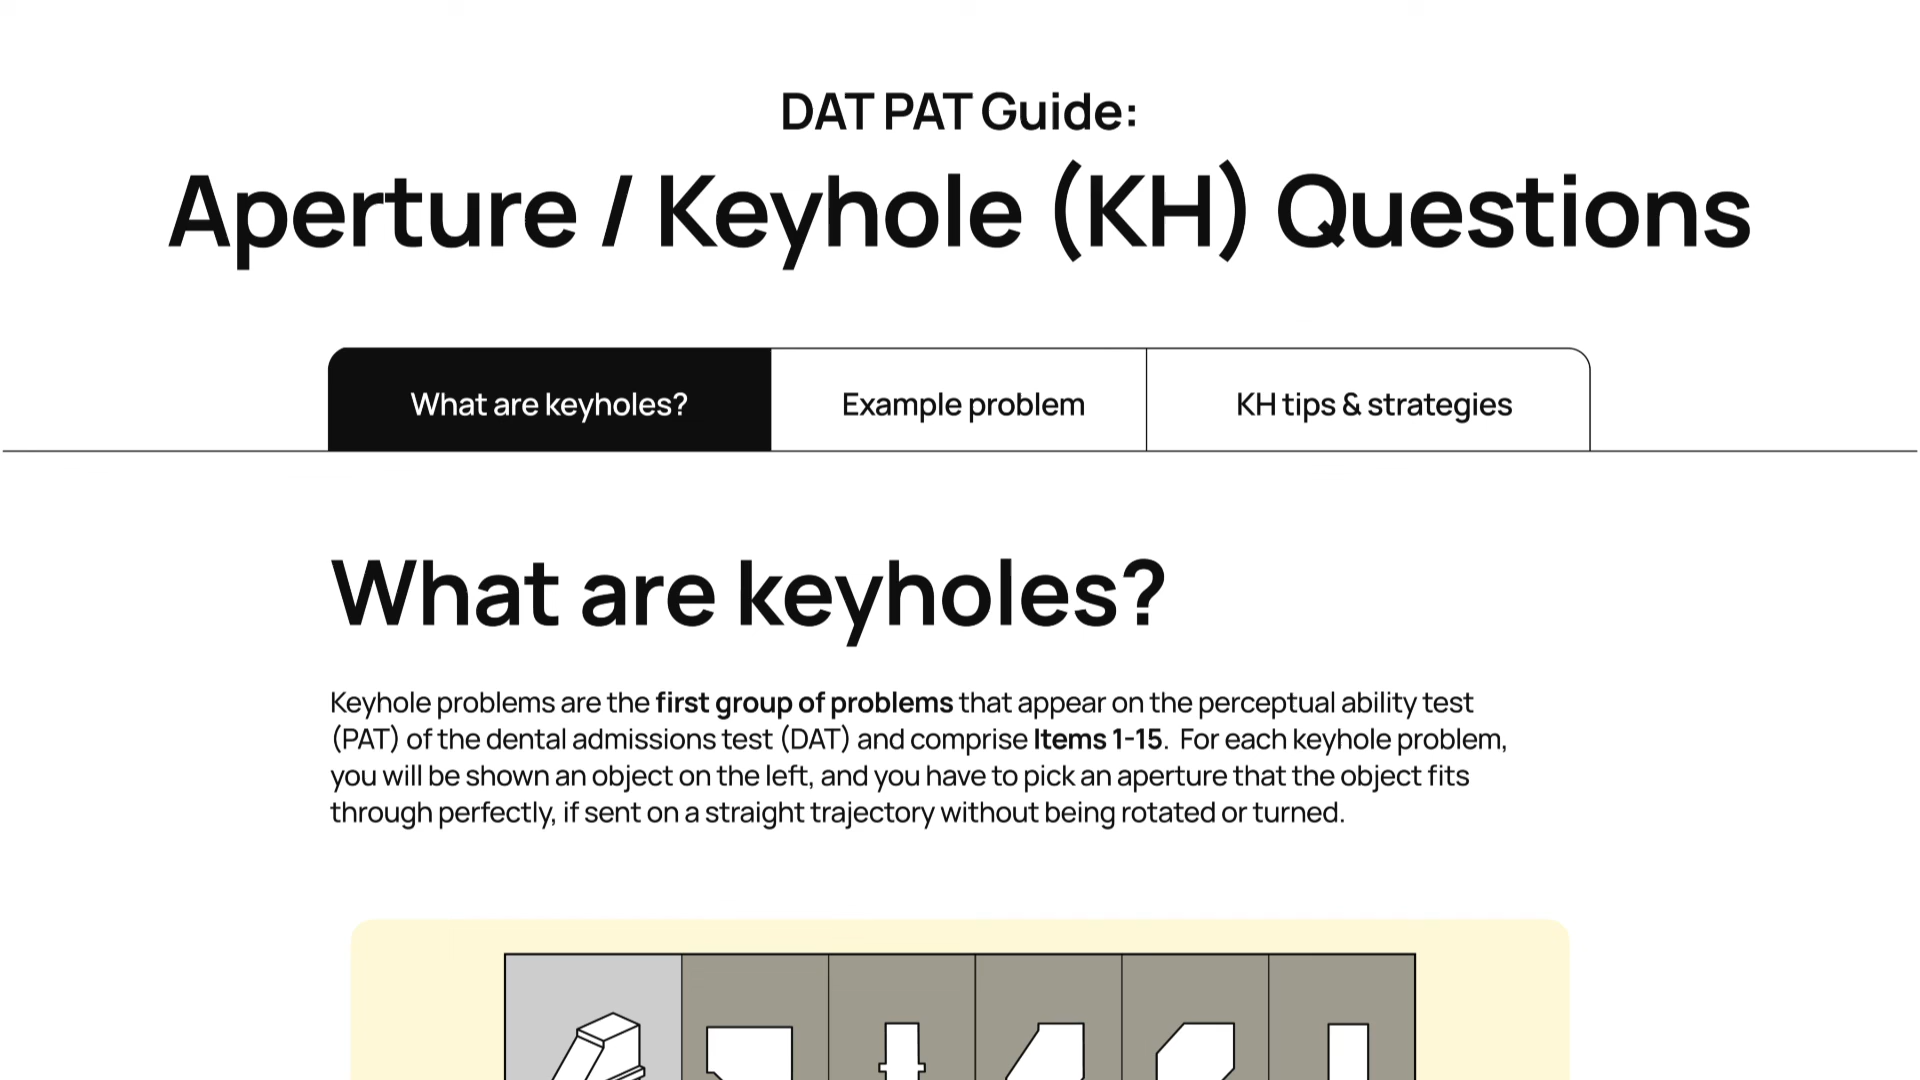 DAT PAT Guide:
Aperture / Keyhole (KH) Questions
What are keyholes?
Example problem
KH tips & strategies
What are keyholes?
Keyhole problems are the first group of problems that appear on the perceptual ability test
(PAT) of the dental admissions test (DAT) and comprise Items 1-15.  For each keyhole problem,
you will be shown an object on the left, and you have to pick an aperture that the object fits
through perfectly, if sent on a straight trajectory without being rotated or turned.